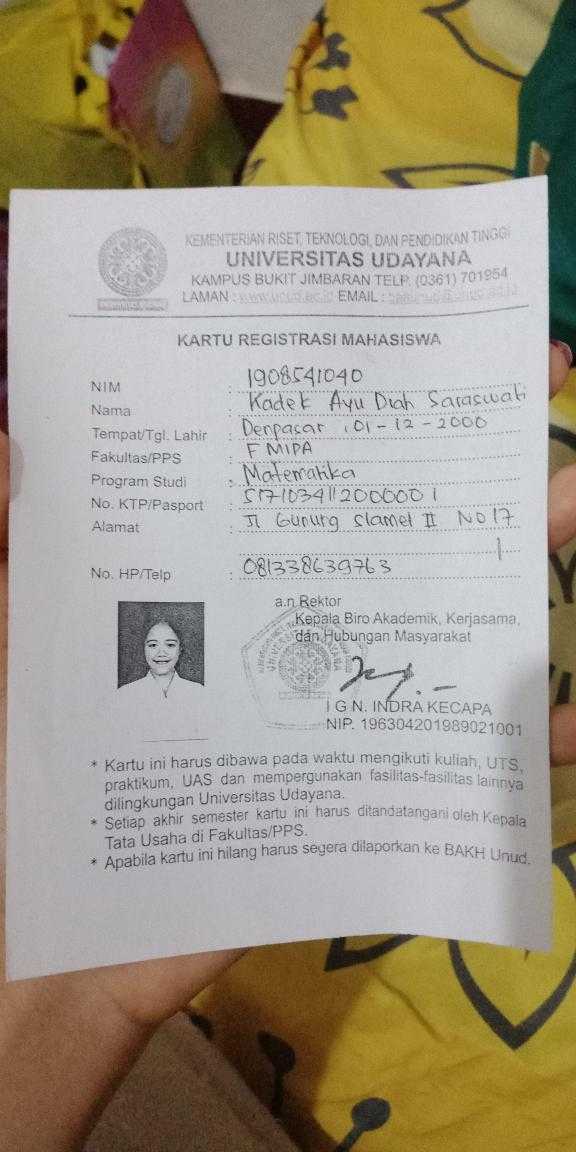 KEMENTERIAN RISET, TEKNOLOGI, DAN PENDIDIKAN TINGGI
UNIVERSITAS UDAYANA
KAMPUS BUKIT JIMBARAN TELP. (0361) 701954
LAMAN : www.unud.ac.id EMAIL :
KARTU REGISTRASI MAHASISWA
NIM : 1908541040
Nama : Kadek Ayu Diah Saraswati
Tempat/Tgl. Lahir : Denpasar , 01-12-2000
Fakultas/PPS : FMIPA
Program Studi : Matematika
No. KTP/Pasport : 5171034112000001
Alamat : Jl Gunung Slamet II No 17
No. HP/Telp : 081338639763
a.n Rektor
Kepala Biro Akademik, Kerjasama,
dan Hubungan Masyarakat
UNIVERSITAS UDAYANA
I G N. INDRA KECAPA
NIP. 196304201989021001
* Kartu ini harus dibawa pada waktu mengikuti kuliah, UTS,
praktikum, UAS dan mempergunakan fasilitas-fasilitas lainnya
dilingkungan Universitas Udayana.
* Setiap akhir semester kartu ini harus ditandatangani oleh Kepala
Tata Usaha di Fakultas/PPS.
* Apabila kartu ini hilang harus segera dilaporkan ke BAKH Unud.